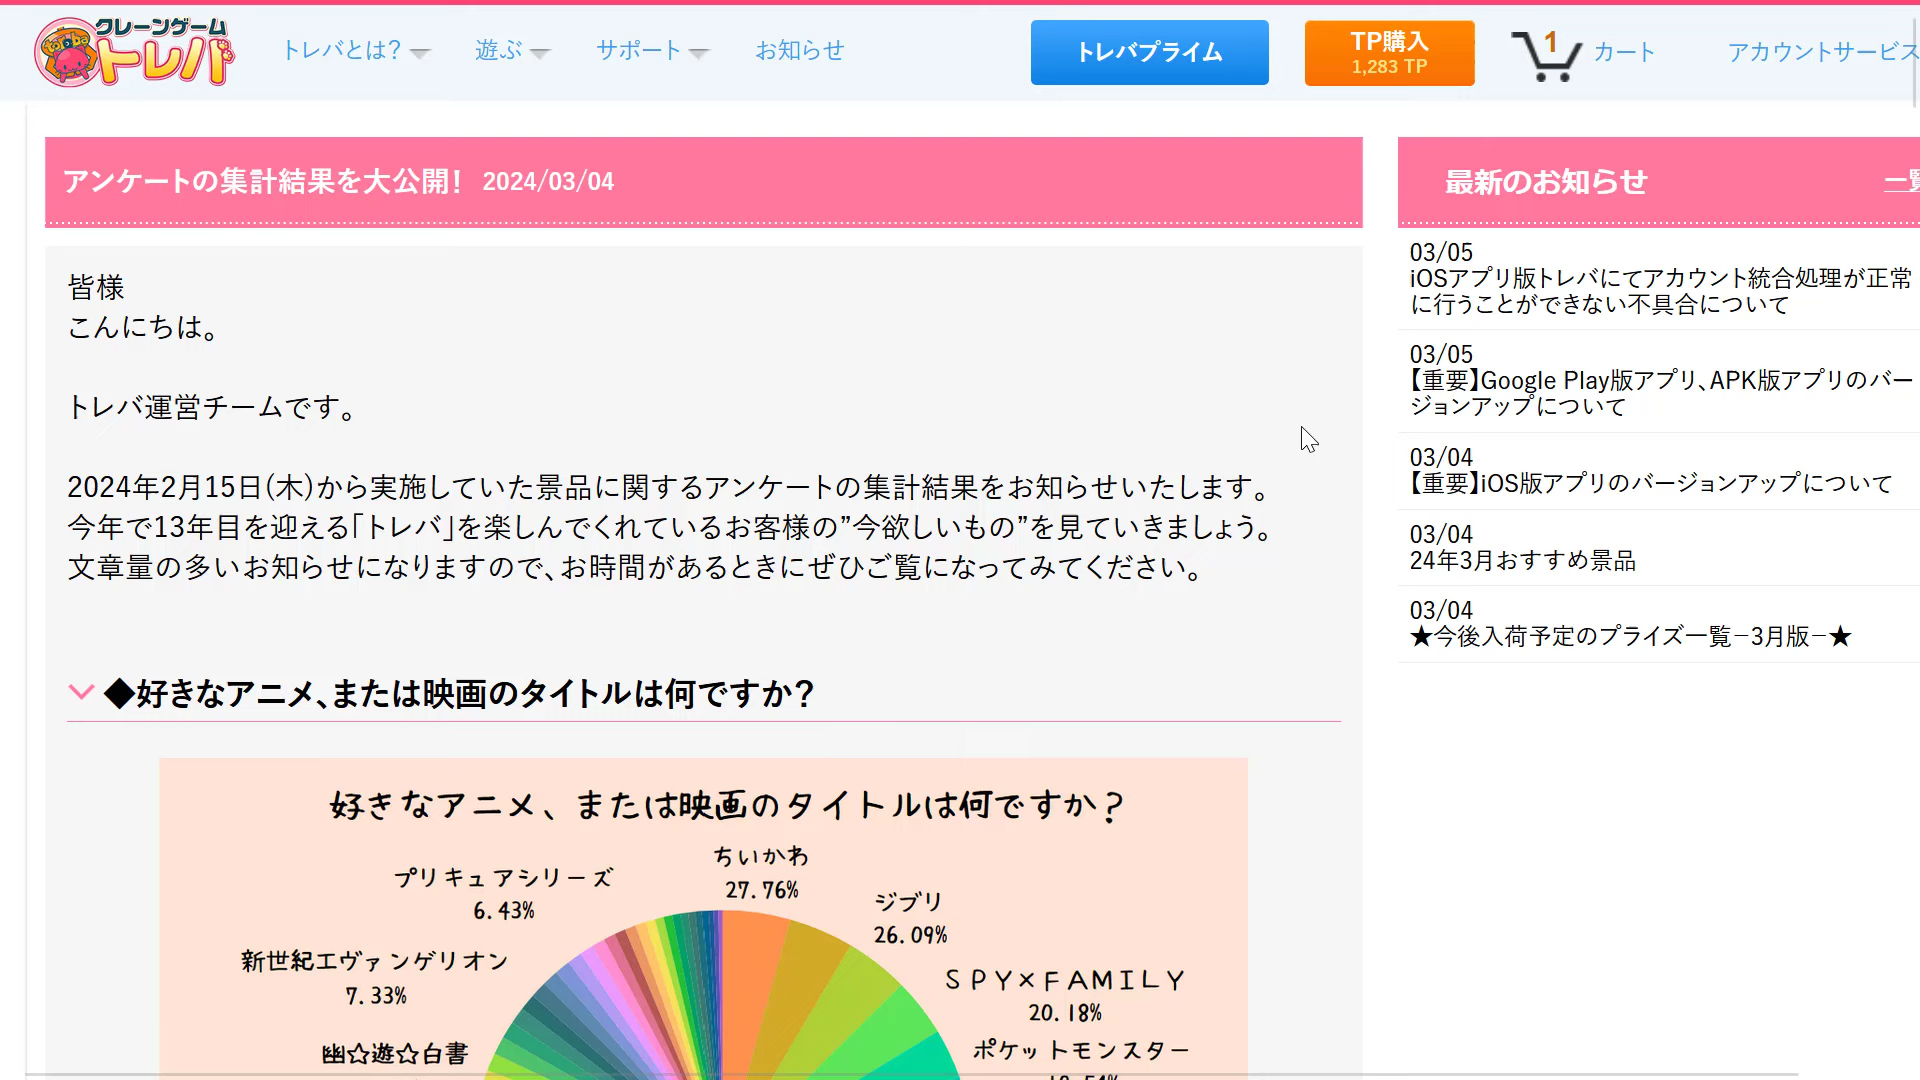 クレーンゲーム
トレバ
トレバとは?
遊ぶ
サポート
お知らせ
トレバプライム
TP購入
1,283 TP
1
カート
アカウントサービス
アンケートの集計結果を大公開! 2024/03/04
皆様
こんにちは。
トレバ運営チームです。
2024年2月15日(木)から実施していた景品に関するアンケートの集計結果をお知らせいたします。
今年で13年目を迎える「トレバ」を楽しんでくれているお客様の”今欲しいもの”を見ていきましょう。
文章量の多いお知らせになりますので、お時間があるときにぜひご覧になってみてください。
◆好きなアニメ、または映画のタイトルは何ですか?
好きなアニメ、または映画のタイトルは何ですか?
ちいかわ
27.76%
プリキュアシリーズ
6.43%
ジブリ
26.09%
新世紀エヴァンゲリオン
7.33%
SPY×FAMILY
20.18%
幽☆遊☆白書
ポケットモンスター
最新のお知らせ
一覧
03/05
iOSアプリ版トレバにてアカウント統合処理が正常
に行うことができない不具合について
03/05
【重要】Google Play版アプリ、APK版アプリのバー
ジョンアップについて
03/04
【重要】iOS版アプリのバージョンアップについて
03/04
24年3月おすすめ景品
03/04
★今後入荷予定のプライズ一覧−3月版−★